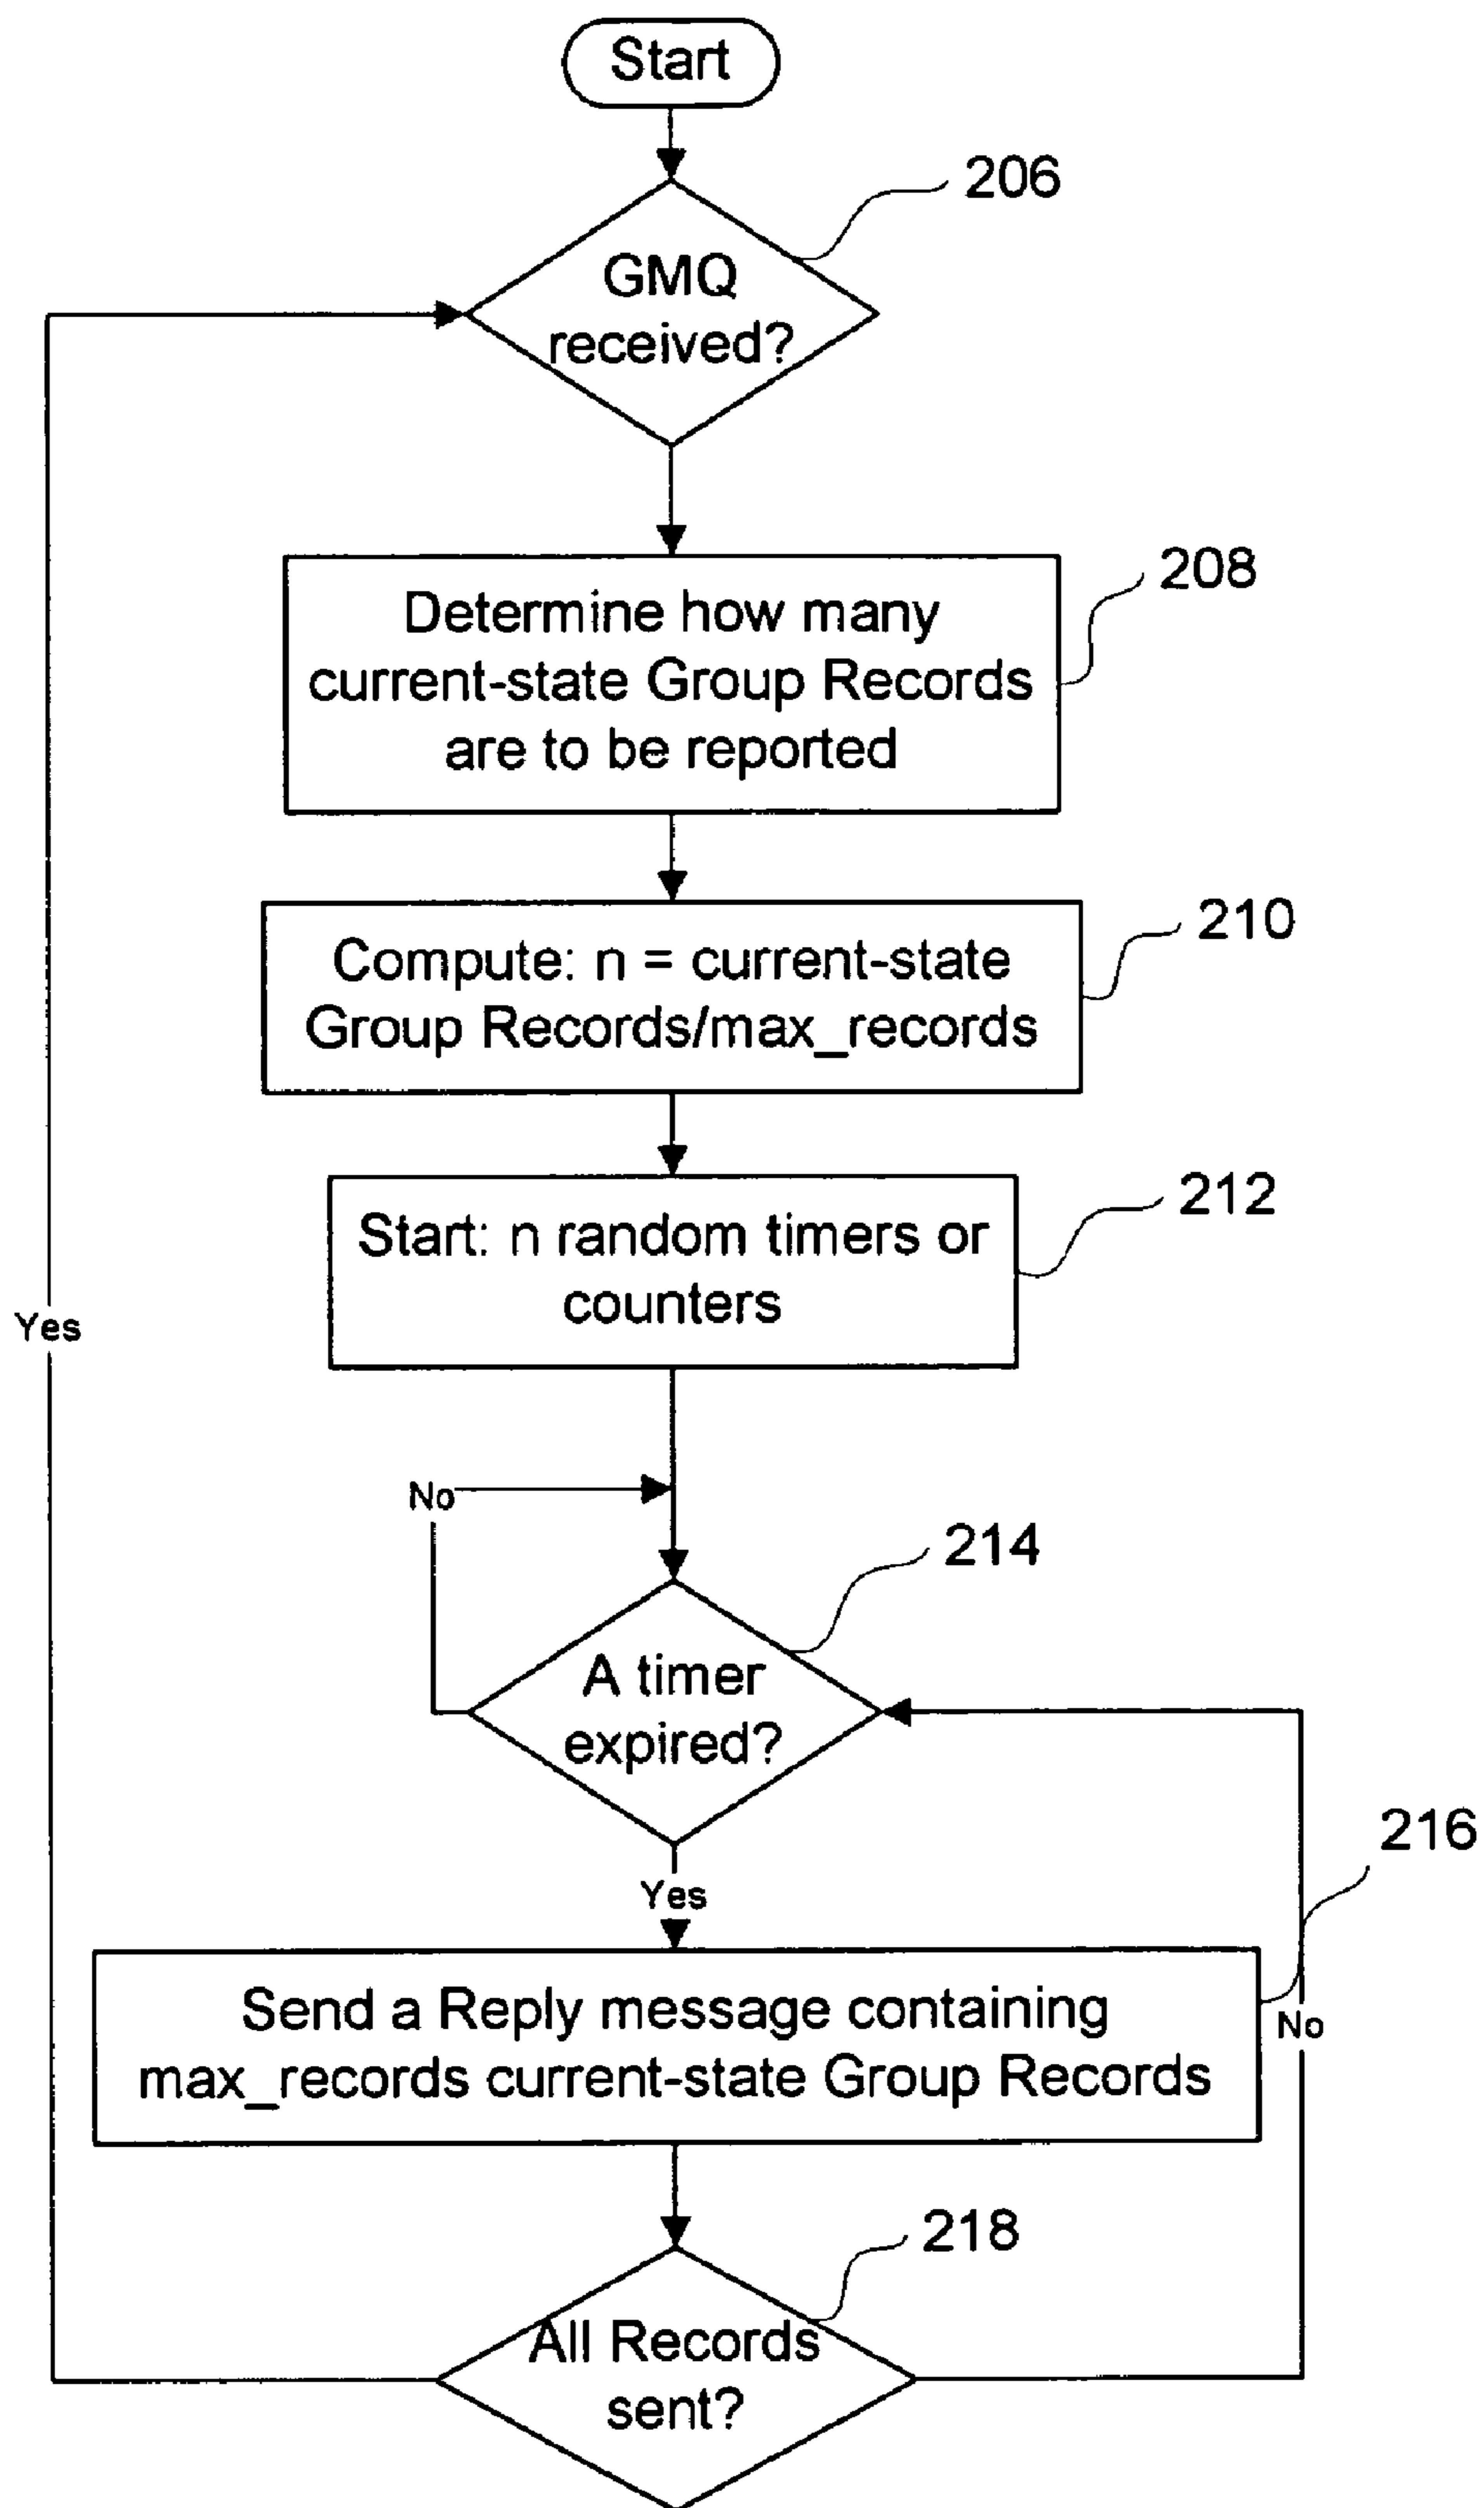 Start
206
GMQ
received?
208
Determine how many
current-state Group Records
are to be reported
210
Compute: n = current-state
Group Records/max_records
212
Start: n random timers or
counters
Yes
No
214
A timer
expired?
216
Yes
Send a Reply message containing
max_records current-state Group Records
No
218
All Records
sent?